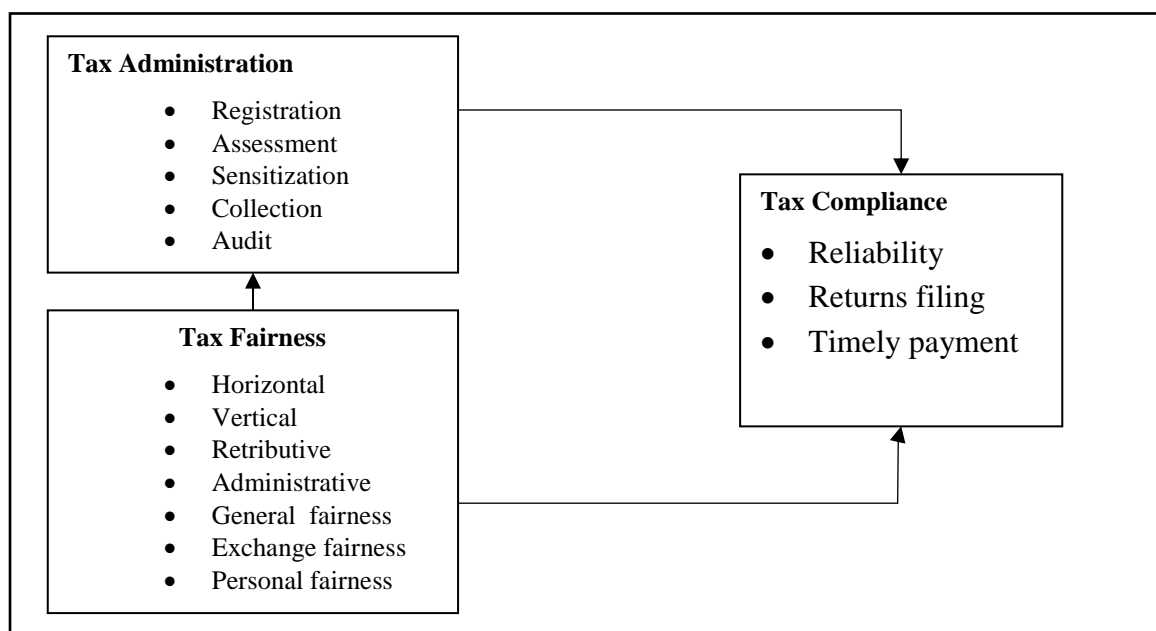 Tax Administration
• Registration
• Assessment
• Sensitization
• Collection
• Audit
Tax Fairness
• Horizontal
• Vertical
• Retributive
• Administrative
• General fairness
• Exchange fairness
• Personal fairness
Tax Compliance
• Reliability
• Returns filing
• Timely payment